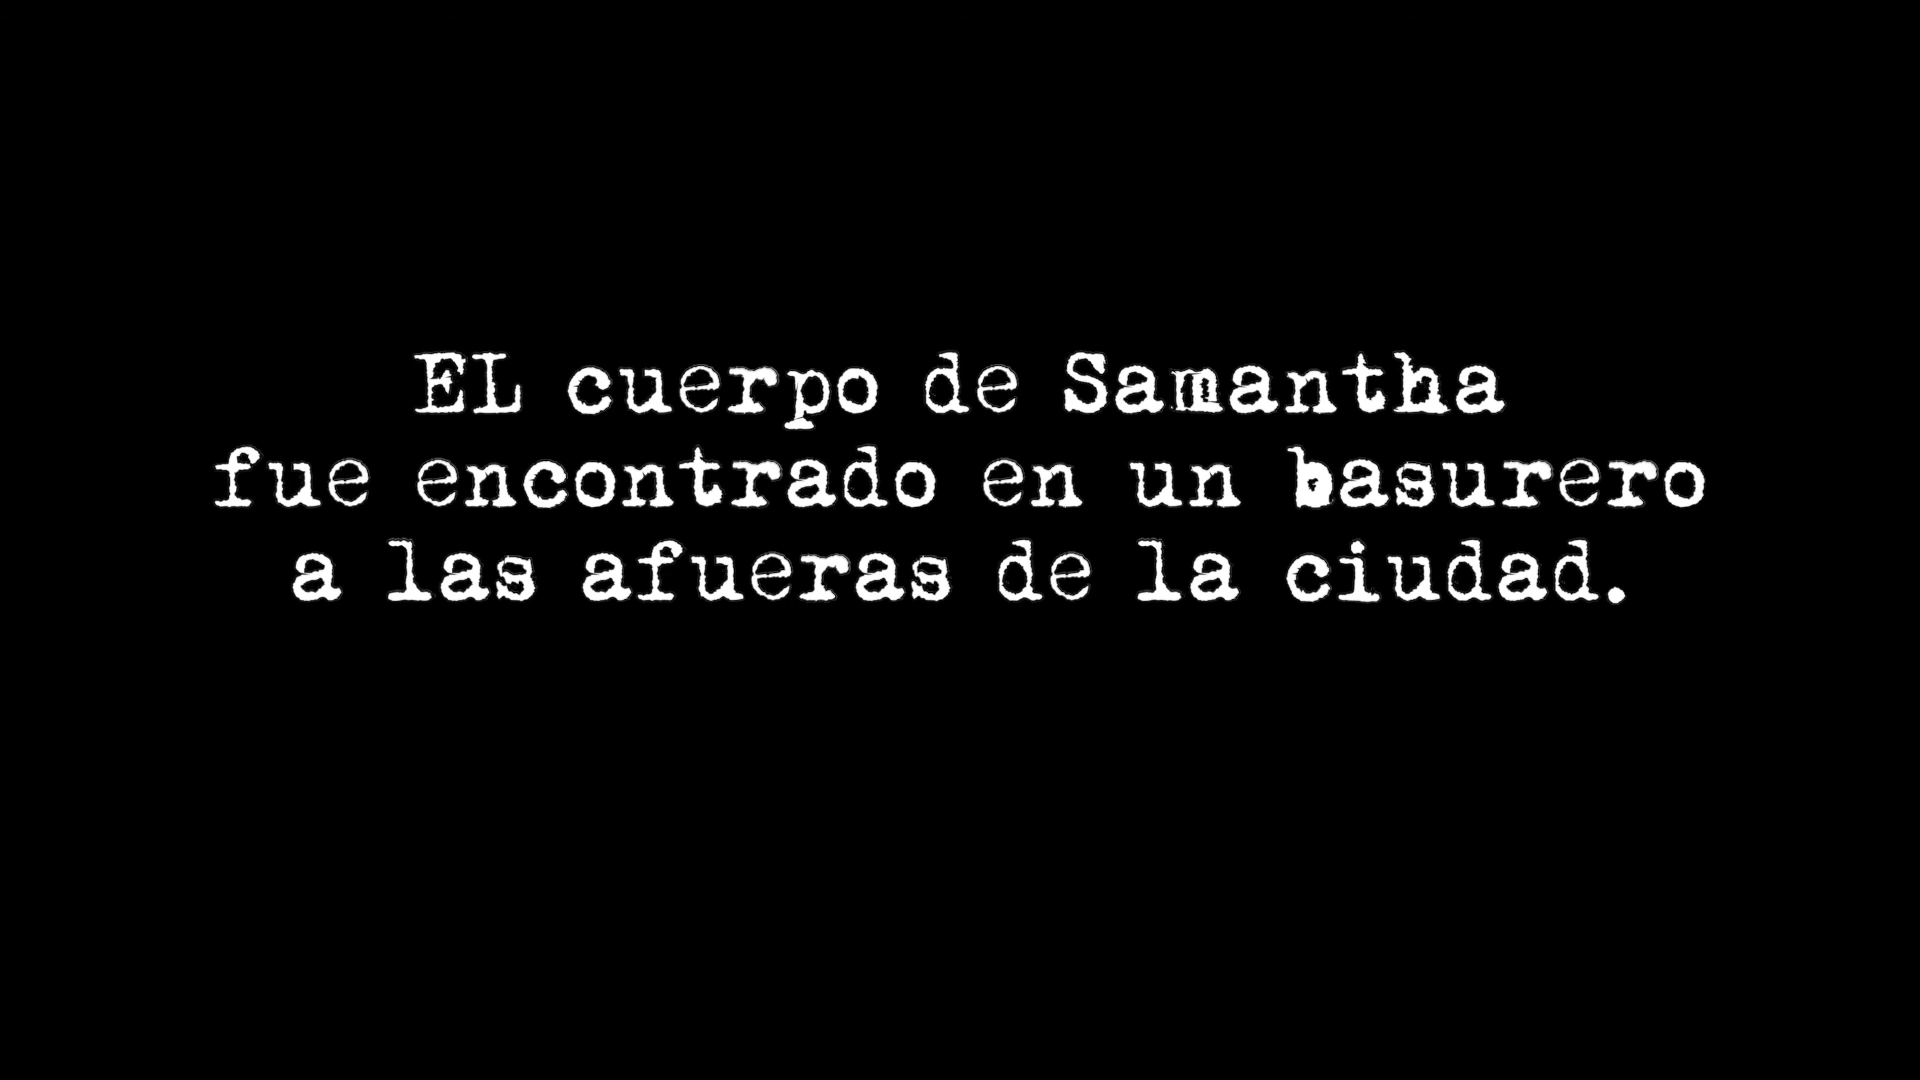 EL cuerpo de Samantha
fue encontrado en un basurero
a las afueras de la ciudad.